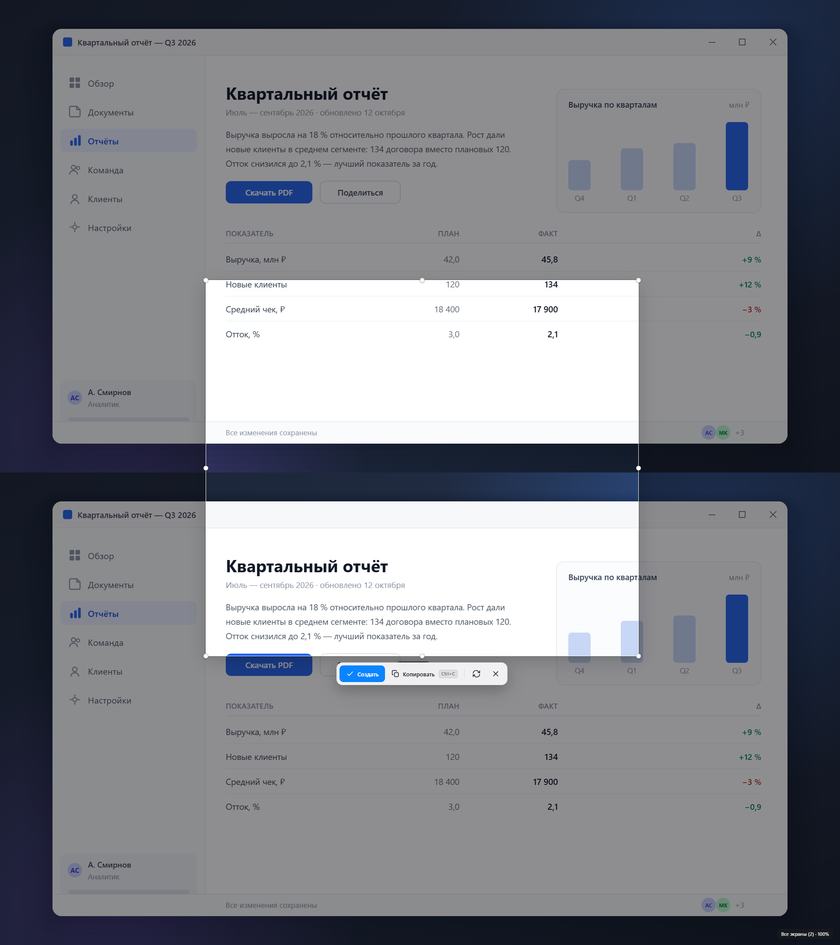 Квартальный отчёт — Q3 2026
Обзор
Документы
Отчёты
Команда
Клиенты
Настройки
А. Смирнов
АС
Аналитик
Квартальный отчёт
Июль — сентябрь 2026 · обновлено 12 октября
Выручка выросла на 18 % относительно прошлого квартала. Рост дали
новые клиенты в среднем сегменте: 134 договора вместо плановых 120.
Отток снизился до 2,1 % — лучший показатель за год.
Скачать PDF Поделиться
Выручка по кварталам млн ₽
Q4 Q1 Q2 Q3
ПОКАЗАТЕЛЬ ПЛАН ФАКТ Δ
Выручка, млн ₽ 42,0 45,8 +9 %
Новые клиенты 120 134 +12 %
Средний чек, ₽ 18 400 17 900 −3 %
Отток, % 3,0 2,1 −0,9
Все изменения сохранены АС МК +3
Квартальный отчёт — Q3 2026
Обзор
Документы
Отчёты
Команда
Клиенты
Настройки
А. Смирнов
АС
Аналитик
Квартальный отчёт
Июль — сентябрь 2026 · обновлено 12 октября
Выручка выросла на 18 % относительно прошлого квартала. Рост дали
новые клиенты в среднем сегменте: 134 договора вместо плановых 120.
Отток снизился до 2,1 % — лучший показатель за год.
Скачать PDF
Создать Копировать Ctrl+C
Выручка по кварталам млн ₽
Q4 Q1 Q2 Q3
ПОКАЗАТЕЛЬ ПЛАН ФАКТ Δ
Выручка, млн ₽ 42,0 45,8 +9 %
Новые клиенты 120 134 +12 %
Средний чек, ₽ 18 400 17 900 −3 %
Отток, % 3,0 2,1 −0,9
Все изменения сохранены АС МК +3
Все экраны (2) · 100%